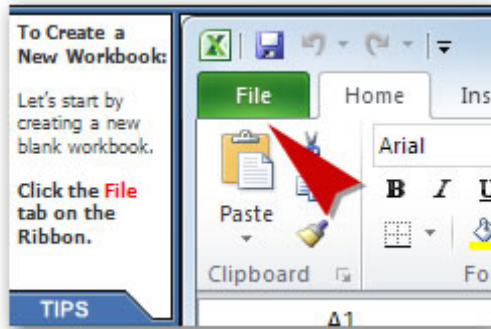 To Create a
New Workbook:
Let's start by
creating a new
blank workbook.
Click the File
tab on the
Ribbon.
TIPS
File Home Ins
Paste
Arial
B I U
Clipboard Fo
A1